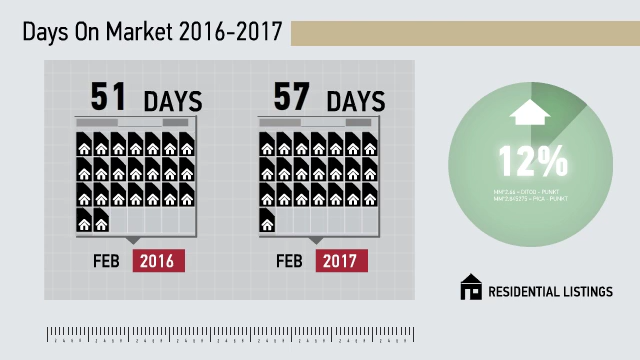 Days On Market 2016-2017
51 DAYS
57 DAYS
12%
FEB 2016
FEB 2017
RESIDENTIAL LISTINGS